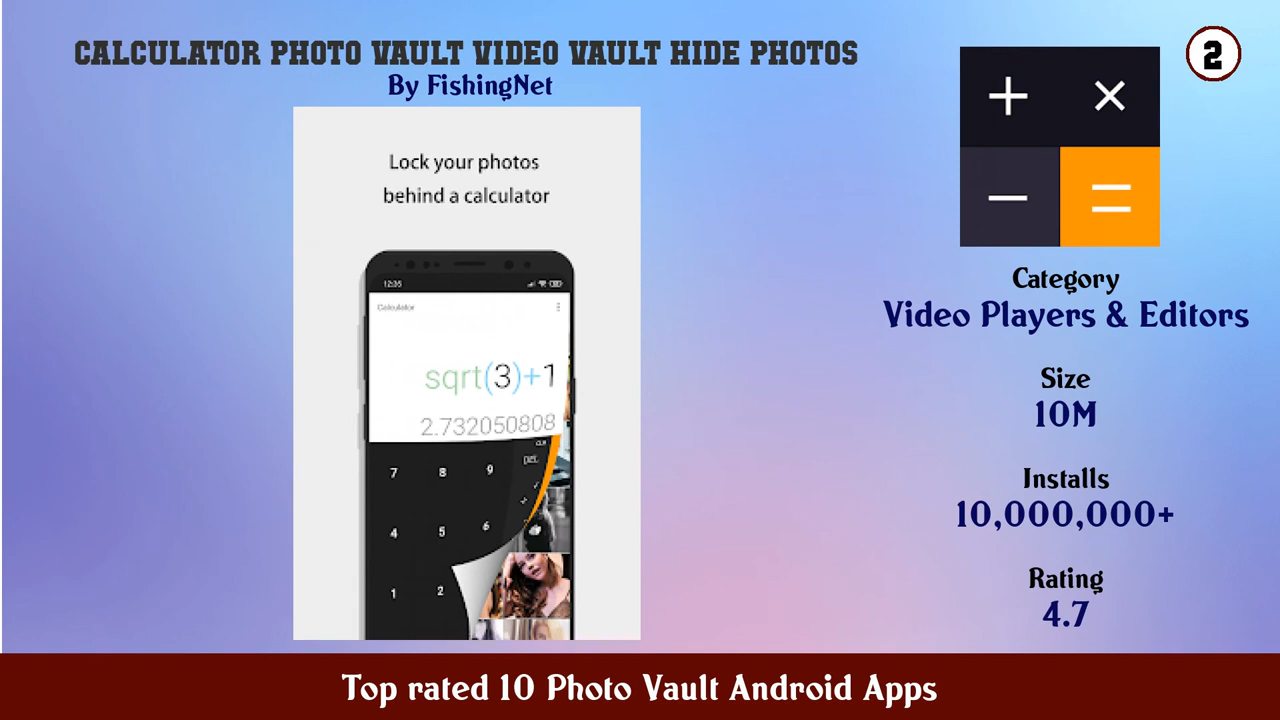 CALCULATOR PHOTO VAULT VIDEO VAULT HIDE PHOTOS
By FishingNet
2
Lock your photos
behind a calculator
12:35
Calculator
sqrt(3)+1
2.732050808
7 8 9
4 5 6
1 2
+ ×
− =
Category
Video Players & Editors
Size
10M
Installs
10,000,000+
Rating
4.7
Top rated 10 Photo Vault Android Apps